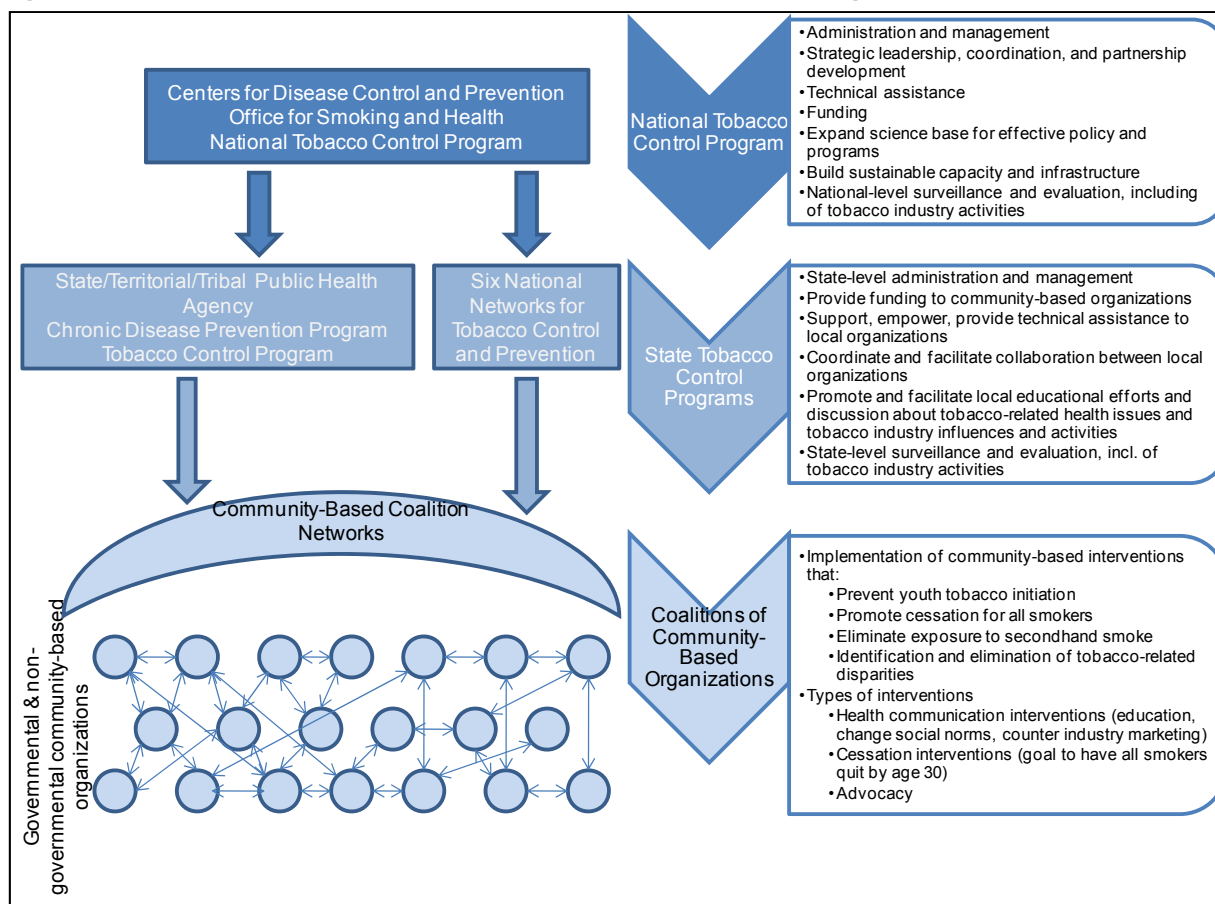 Centers for Disease Control and Prevention
Office for Smoking and Health
National Tobacco Control Program
National Tobacco
Control Program
•Administration and management
•Strategic leadership, coordination, and partnership
development
•Technical assistance
•Funding
•Expand science base for effective policy and
programs
•Build sustainable capacity and infrastructure
•National-level surveillance and evaluation, including
of tobacco industry activities
State/Territorial/Tribal Public Health
Agency
Chronic Disease Prevention Program
Tobacco Control Program
Six National
Networks for
Tobacco Control
and Prevention
State Tobacco
Control
Programs
•State-level administration and management
•Provide funding to community-based organizations
•Support, empower, provide technical assistance to
local organizations
•Coordinate and facilitate collaboration between local
organizations
•Promote and facilitate local educational efforts and
discussion about tobacco-related health issues and
tobacco industry influences and activities
•State-level surveillance and evaluation, incl. of
tobacco industry activities
Community-Based Coalition
Networks
Governmental & non-
governmental community-based
organizations
Coalitions of
Community-
Based
Organizations
•Implementation of community-based interventions
that:
•Prevent youth tobacco initiation
•Promote cessation for all smokers
•Eliminate exposure to secondhand smoke
•Identification and elimination of tobacco-related
disparities
•Types of interventions
•Health communication interventions (education,
change social norms, counter industry marketing)
•Cessation interventions (goal to have all smokers
quit by age 30)
•Advocacy